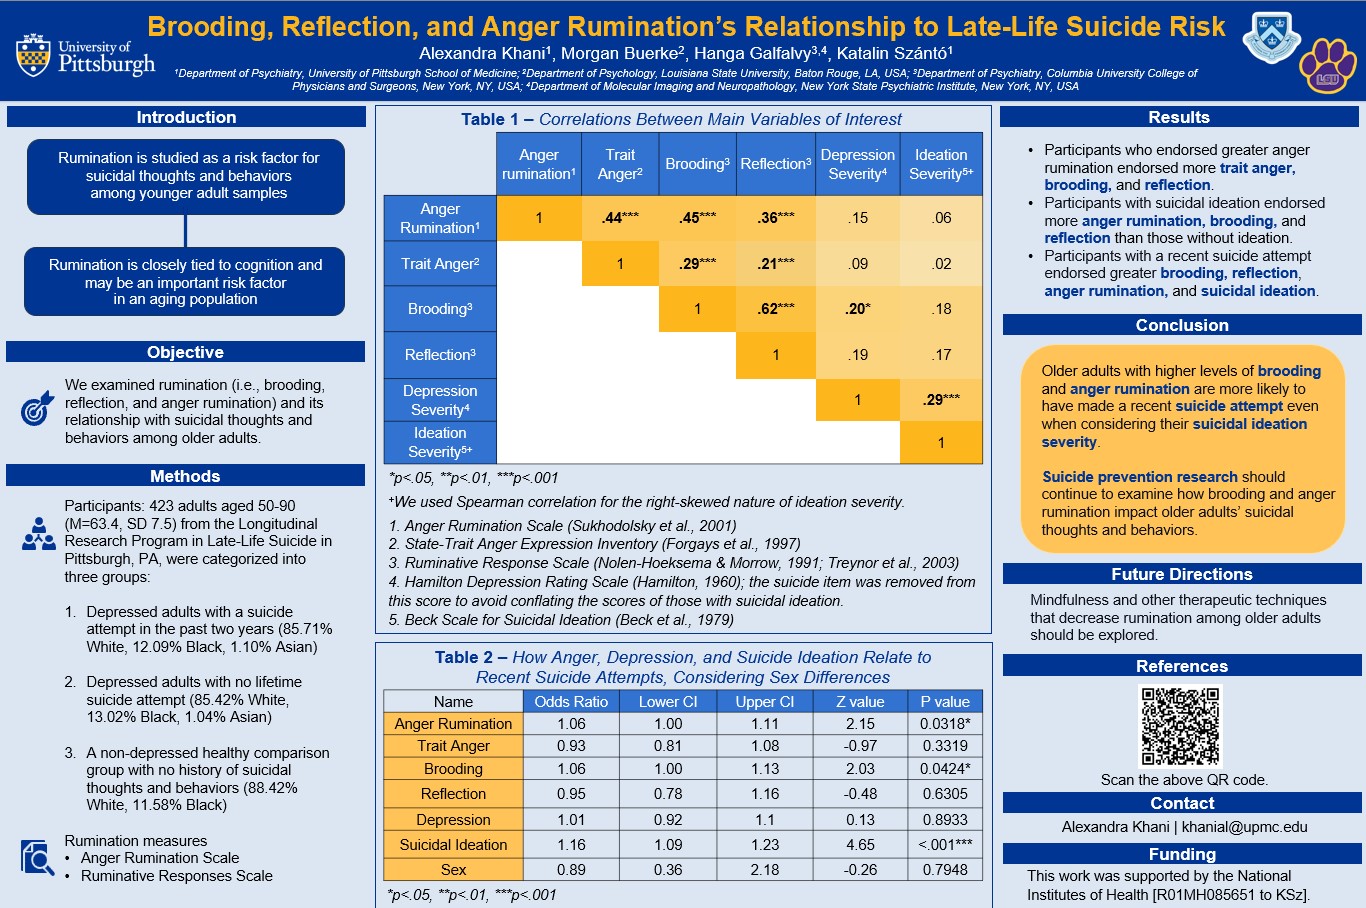 Brooding, Reflection, and Anger Rumination's Relationship to Late-Life Suicide Risk
Alexandra Khani¹, Morgan Buerke², Hanga Galfalvy³,⁴, Katalin Szántó¹
¹Department of Psychiatry, University of Pittsburgh School of Medicine; ²Department of Psychology, Louisiana State University, Baton Rouge, LA, USA; ³Department of Psychiatry, Columbia University College of
Physicians and Surgeons, New York, NY, USA; ⁴Department of Molecular Imaging and Neuropathology, New York State Psychiatric Institute, New York, NY, USA
University of
Pittsburgh
LSU
Introduction
Rumination is studied as a risk factor for
suicidal thoughts and behaviors
among younger adult samples
Rumination is closely tied to cognition and
may be an important risk factor
in an aging population
Objective
We examined rumination (i.e., brooding,
reflection, and anger rumination) and its
relationship with suicidal thoughts and
behaviors among older adults.
Methods
Participants: 423 adults aged 50-90
(M=63.4, SD 7.5) from the Longitudinal
Research Program in Late-Life Suicide in
Pittsburgh, PA, were categorized into
three groups:
1. Depressed adults with a suicide
attempt in the past two years (85.71%
White, 12.09% Black, 1.10% Asian)
2. Depressed adults with no lifetime
suicide attempt (85.42% White,
13.02% Black, 1.04% Asian)
3. A non-depressed healthy comparison
group with no history of suicidal
thoughts and behaviors (88.42%
White, 11.58% Black)
Rumination measures
• Anger Rumination Scale
• Ruminative Responses Scale
Table 1 – Correlations Between Main Variables of Interest
Anger rumination¹ Trait Anger² Brooding³ Reflection³ Depression Severity⁴ Ideation Severity⁵⁺
Anger Rumination¹ 1 .44*** .45*** .36*** .15 .06
Trait Anger² 1 .29*** .21*** .09 .02
Brooding³ 1 .62*** .20* .18
Reflection³ 1 .19 .17
Depression Severity⁴ 1 .29***
Ideation Severity⁵⁺ 1
*p<.05, **p<.01, ***p<.001
⁺We used Spearman correlation for the right-skewed nature of ideation severity.
1. Anger Rumination Scale (Sukhodolsky et al., 2001)
2. State-Trait Anger Expression Inventory (Forgays et al., 1997)
3. Ruminative Response Scale (Nolen-Hoeksema & Morrow, 1991; Treynor et al., 2003)
4. Hamilton Depression Rating Scale (Hamilton, 1960); the suicide item was removed from
this score to avoid conflating the scores of those with suicidal ideation.
5. Beck Scale for Suicidal Ideation (Beck et al., 1979)
Table 2 – How Anger, Depression, and Suicide Ideation Relate to
Recent Suicide Attempts, Considering Sex Differences
Name Odds Ratio Lower CI Upper CI Z value P value
Anger Rumination 1.06 1.00 1.11 2.15 0.0318*
Trait Anger 0.93 0.81 1.08 -0.97 0.3319
Brooding 1.06 1.00 1.13 2.03 0.0424*
Reflection 0.95 0.78 1.16 -0.48 0.6305
Depression 1.01 0.92 1.1 0.13 0.8933
Suicidal Ideation 1.16 1.09 1.23 4.65 <.001***
Sex 0.89 0.36 2.18 -0.26 0.7948
*p<.05, **p<.01, ***p<.001
Results
• Participants who endorsed greater anger
rumination endorsed more trait anger,
brooding, and reflection.
• Participants with suicidal ideation endorsed
more anger rumination, brooding, and
reflection than those without ideation.
• Participants with a recent suicide attempt
endorsed greater brooding, reflection,
anger rumination, and suicidal ideation.
Conclusion
Older adults with higher levels of brooding
and anger rumination are more likely to
have made a recent suicide attempt even
when considering their suicidal ideation
severity.
Suicide prevention research should
continue to examine how brooding and anger
rumination impact older adults' suicidal
thoughts and behaviors.
Future Directions
Mindfulness and other therapeutic techniques
that decrease rumination among older adults
should be explored.
References
Scan the above QR code.
Contact
Alexandra Khani | khanial@upmc.edu
Funding
This work was supported by the National
Institutes of Health [R01MH085651 to KSz].